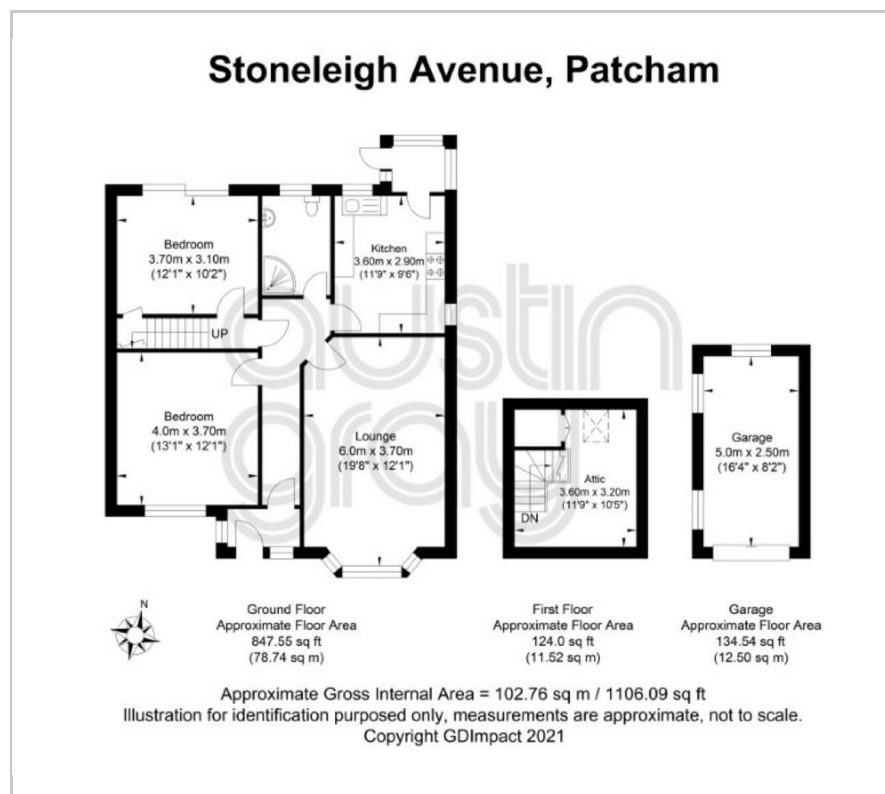 Stoneleigh Avenue, Patcham
Bedroom
3.70m x 3.10m
(12'1" x 10'2")
Kitchen
3.60m x 2.90m
(11'9" x 9'6")
UP
austin
gray
Bedroom
4.0m x 3.70m
(13'1" x 12'1")
Lounge
6.0m x 3.70m
(19'8" x 12'1")
Attic
3.60m x 3.20m
(11'9" x 10'5")
DN
Garage
5.0m x 2.50m
(16'4" x 8'2")
N
Ground Floor
Approximate Floor Area
847.55 sq ft
(78.74 sq m)
First Floor
Approximate Floor Area
124.0 sq ft
(11.52 sq m)
Garage
Approximate Floor Area
134.54 sq ft
(12.50 sq m)
Approximate Gross Internal Area = 102.76 sq m / 1106.09 sq ft
Illustration for identification purposed only, measurements are approximate, not to scale.
Copyright GDImpact 2021